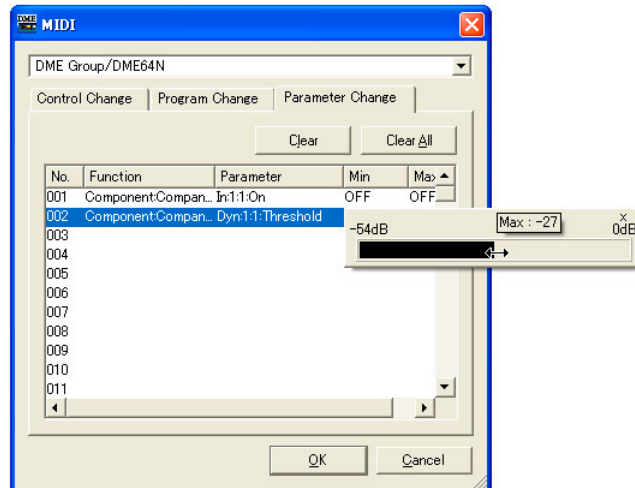 DME MIDI
DME Group/DME64N
Control Change Program Change Parameter Change
Clear Clear All
No. Function Parameter Min Max
001 Component:Compan... In:1:1:On OFF OFF
002 Component:Compan... Dyn:1:1:Threshold
-54dB Max : -27 x 0dB
003
004
005
006
007
008
009
010
011
OK Cancel